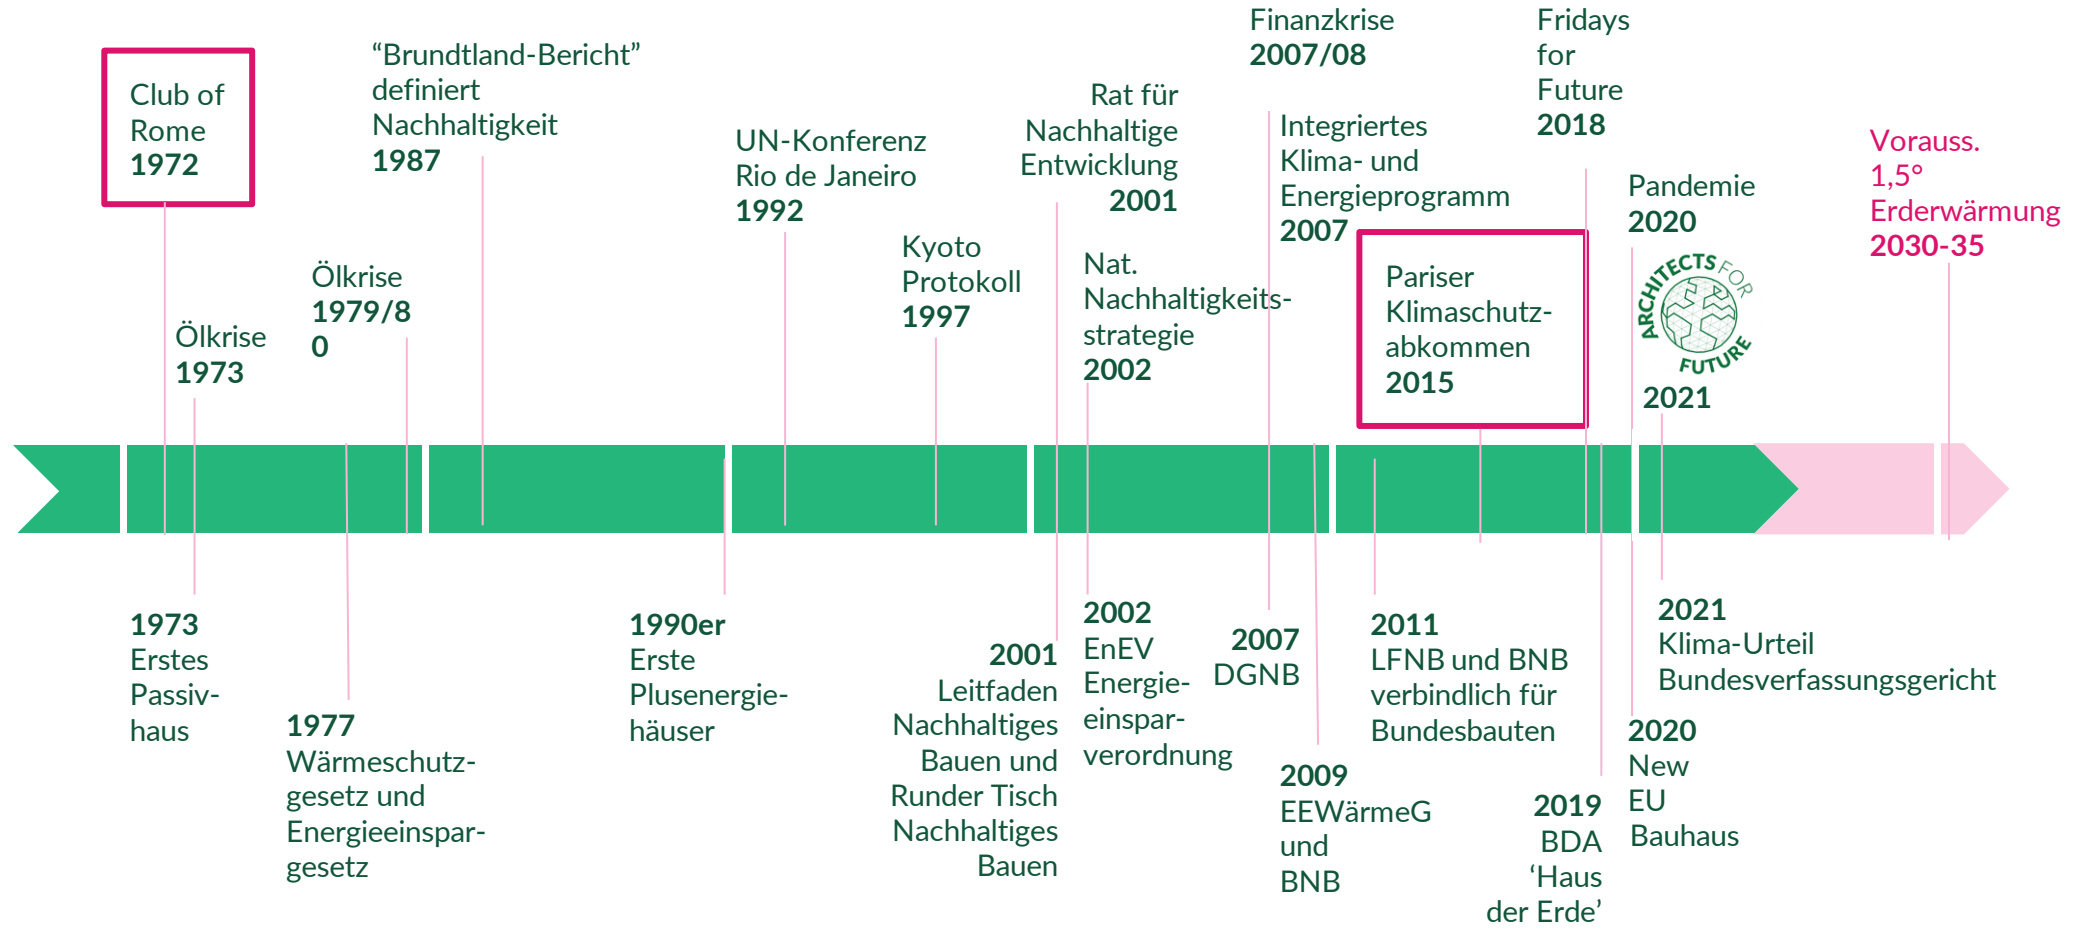 Club of
Rome
1972
Ölkrise
1973
Ölkrise
1979/8
0
“Brundtland-Bericht”
definiert
Nachhaltigkeit
1987
UN-Konferenz
Rio de Janeiro
1992
Kyoto
Protokoll
1997
Rat für
Nachhaltige
Entwicklung
2001
Nat.
Nachhaltigkeits-
strategie
2002
Finanzkrise
2007/08
Integriertes
Klima- und
Energieprogramm
2007
Pariser
Klimaschutz-
abkommen
2015
Fridays
for
Future
2018
Pandemie
2020
ARCHITECTS FOR
FUTURE
2021
Vorauss.
1,5°
Erderwärmung
2030-35
1973
Erstes
Passiv-
haus
1977
Wärmeschutz-
gesetz und
Energieeinspar-
gesetz
1990er
Erste
Plusenergie-
häuser
2001
Leitfaden
Nachhaltiges
Bauen und
Runder Tisch
Nachhaltiges
Bauen
2002
EnEV
Energie-
einspar-
verordnung
2007
DGNB
2009
EEWärmeG
und
BNB
2011
LFNB und BNB
verbindlich für
Bundesbauten
2019
BDA
‘Haus
der Erde’
2020
New
EU
Bauhaus
2021
Klima-Urteil
Bundesverfassungsgericht